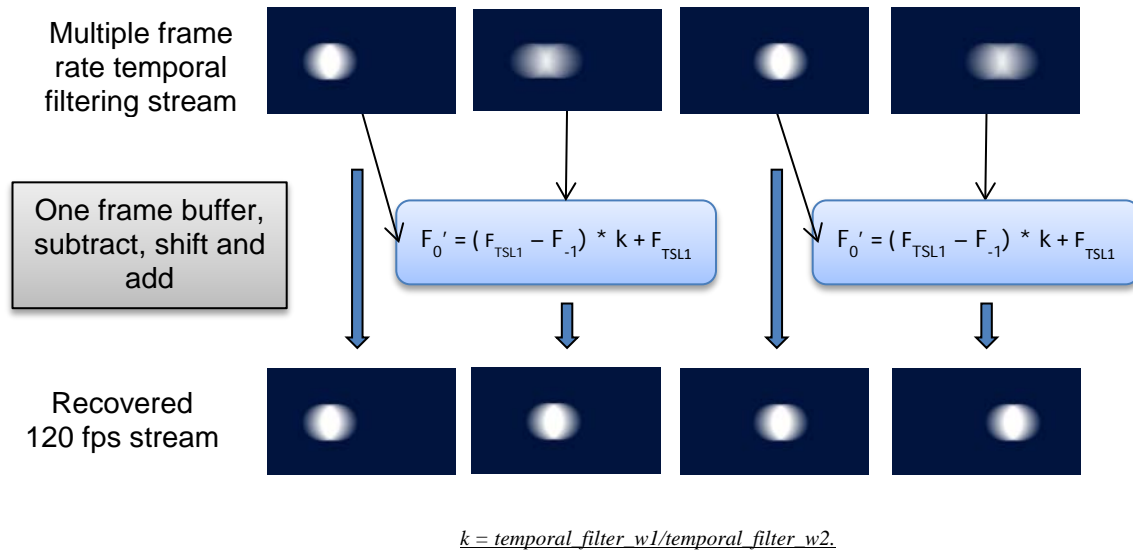 Multiple frame
rate temporal
filtering stream
One frame buffer,
subtract, shift and
add
F0' = ( FTSL1 – F-1) * k + FTSL1
F0' = ( FTSL1 – F-1) * k + FTSL1
Recovered
120 fps stream
k = temporal_filter_w1/temporal_filter_w2.